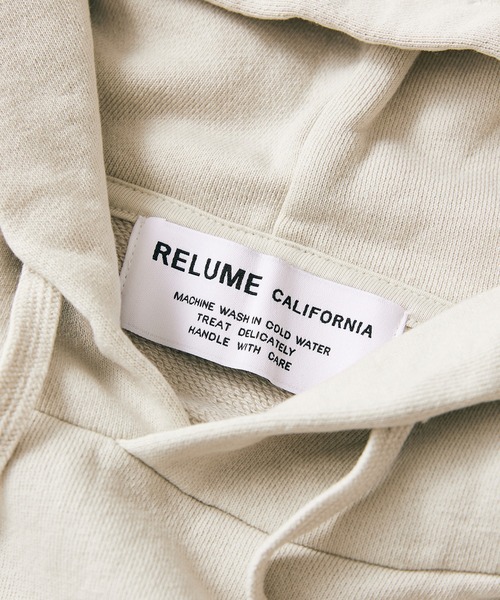 RELUME CALIFORNIA
MACHINE WASH IN COLD WATER
TREAT DELICATELY
HANDLE WITH CARE